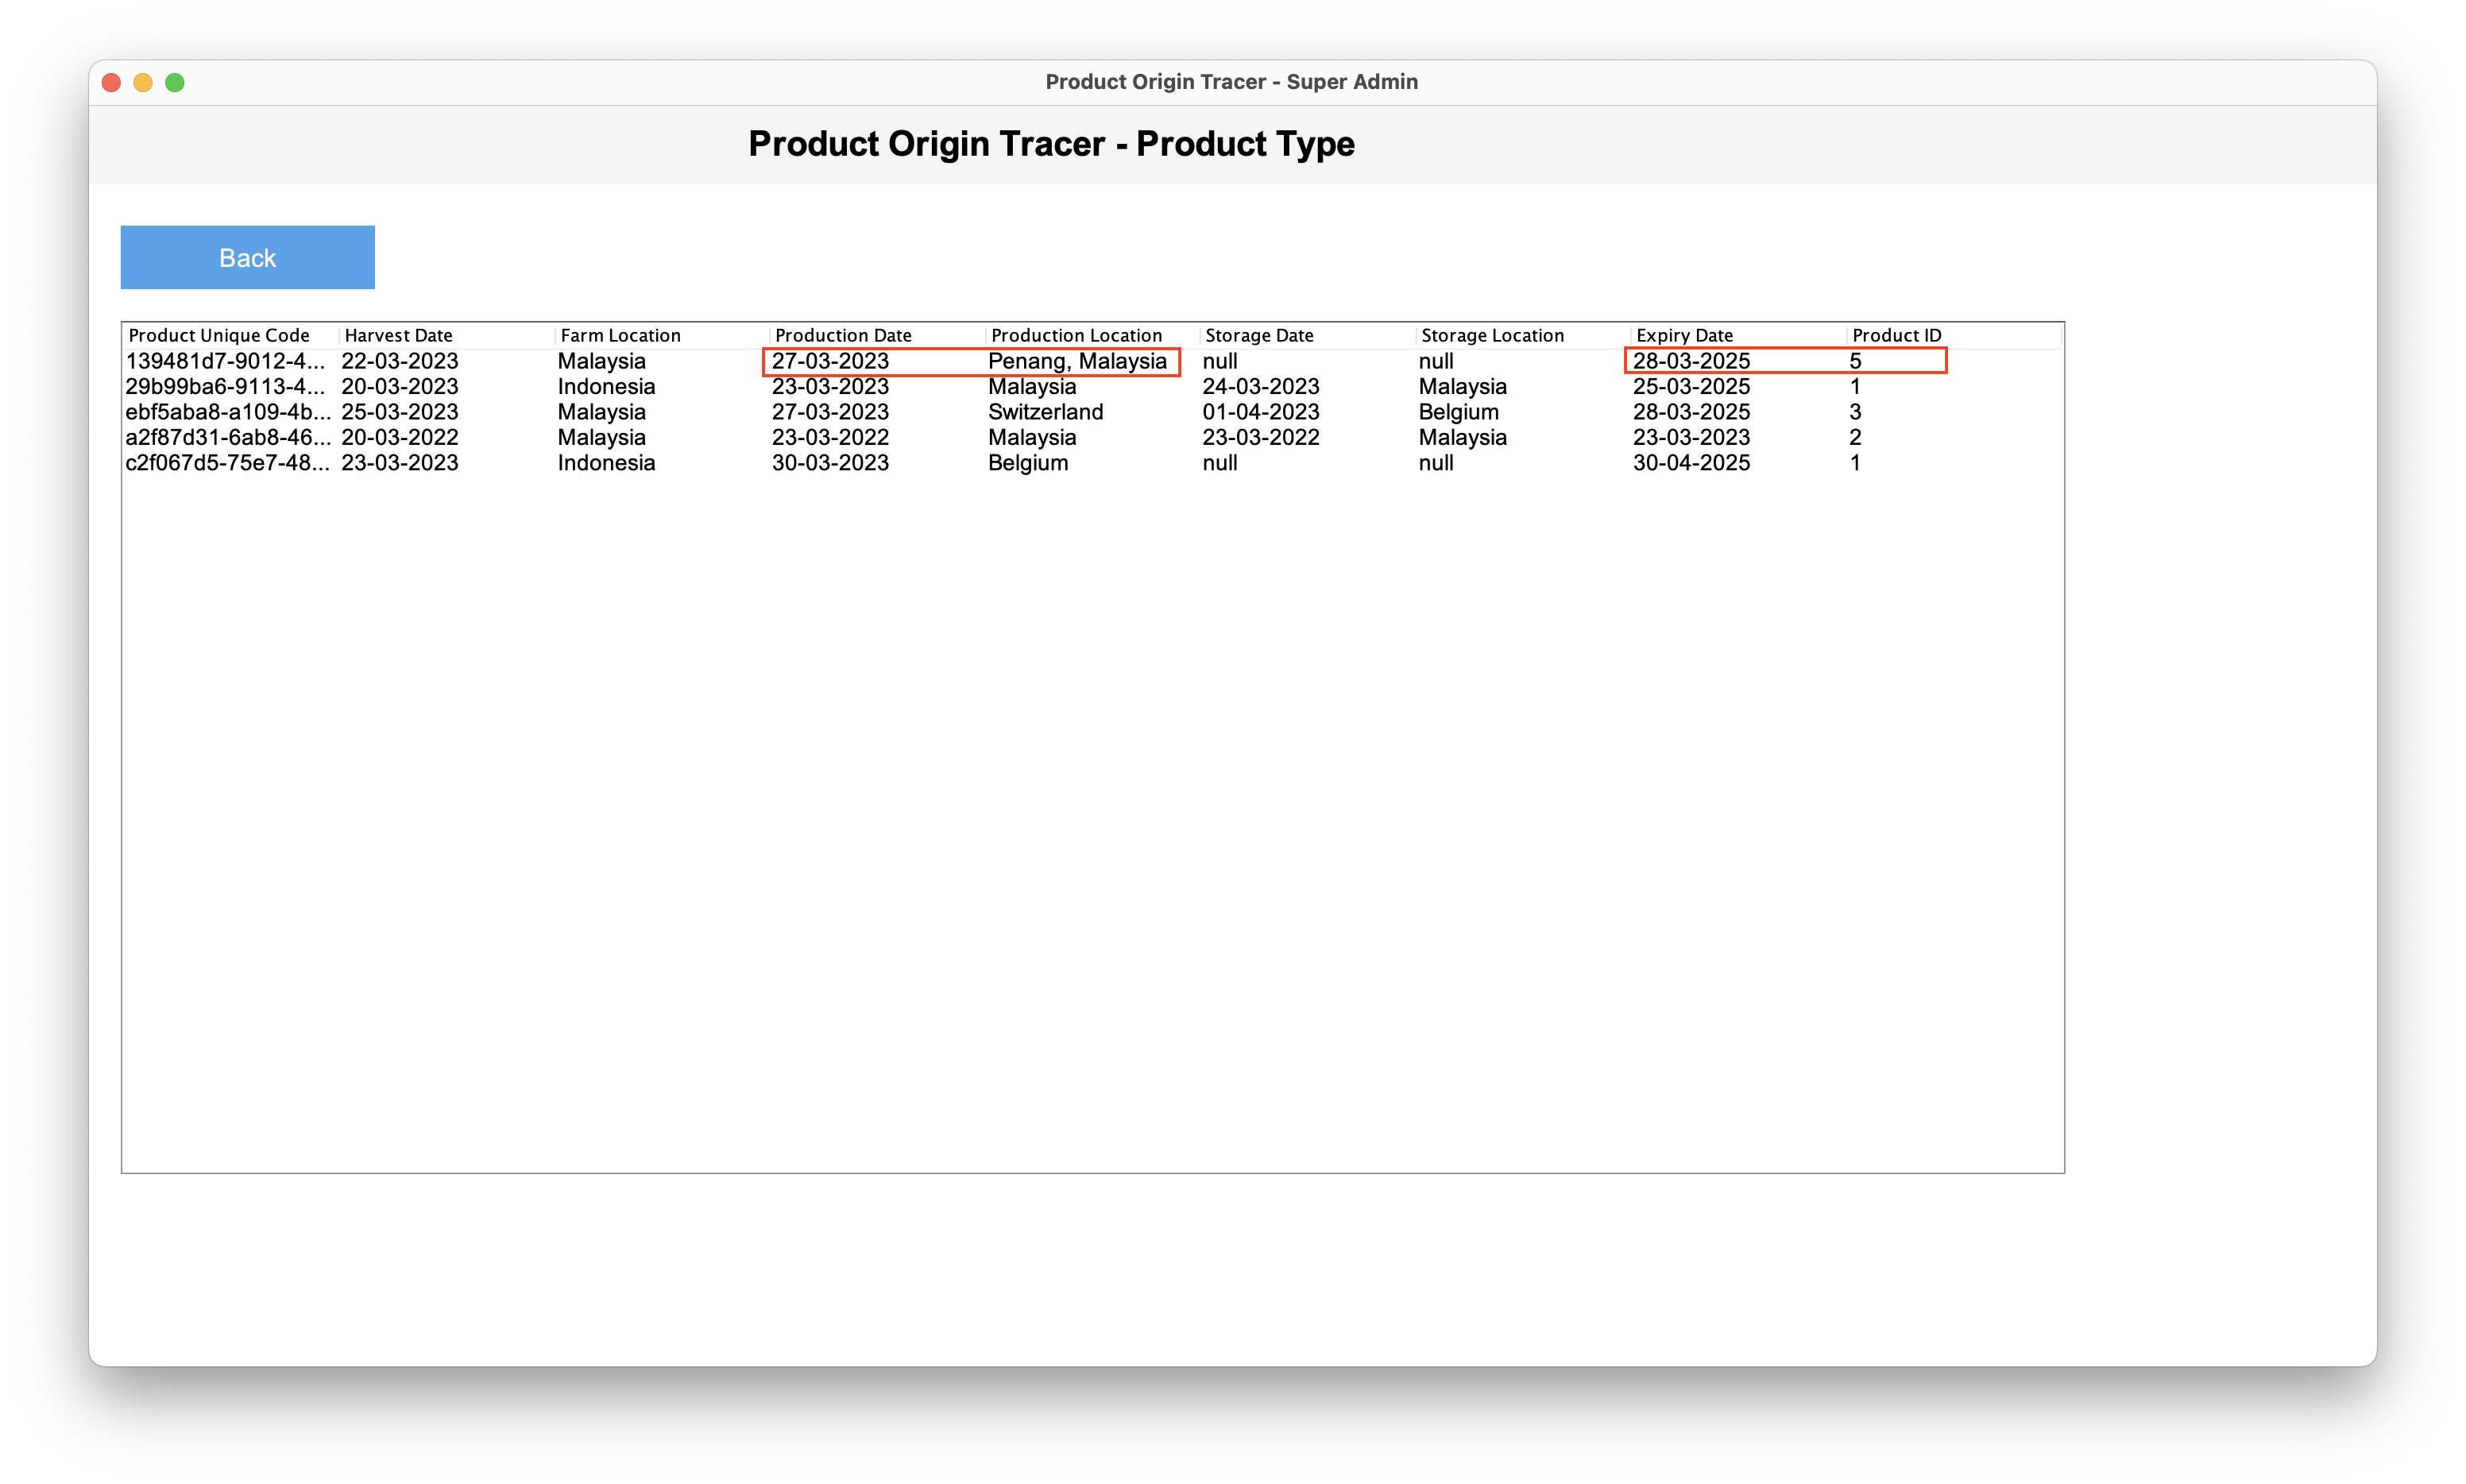 Product Origin Tracer - Super Admin
Product Origin Tracer - Product Type
Back
Product Unique Code Harvest Date Farm Location Production Date Production Location Storage Date Storage Location Expiry Date Product ID
139481d7-9012-4... 22-03-2023 Malaysia 27-03-2023 Penang, Malaysia null null 28-03-2025 5
29b99ba6-9113-4... 20-03-2023 Indonesia 23-03-2023 Malaysia 24-03-2023 Malaysia 25-03-2025 1
ebf5aba8-a109-4b... 25-03-2023 Malaysia 27-03-2023 Switzerland 01-04-2023 Belgium 28-03-2025 3
a2f87d31-6ab8-46... 20-03-2022 Malaysia 23-03-2022 Malaysia 23-03-2022 Malaysia 23-03-2023 2
c2f067d5-75e7-48... 23-03-2023 Indonesia 30-03-2023 Belgium null null 30-04-2025 1